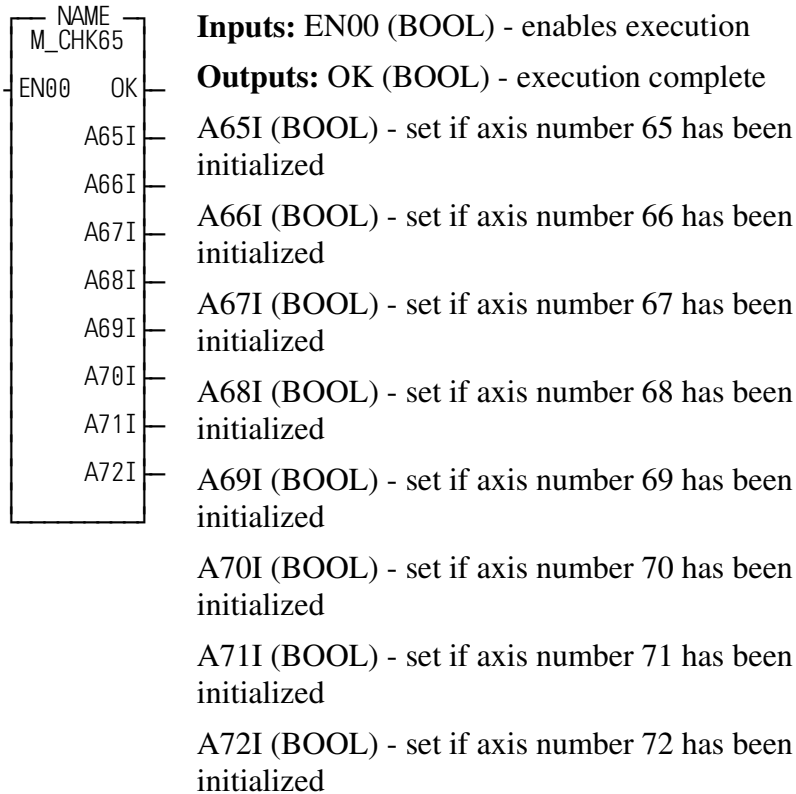 NAME
M_CHK65
EN00 OK
A65I
A66I
A67I
A68I
A69I
A70I
A71I
A72I
Inputs: EN00 (BOOL) - enables execution
Outputs: OK (BOOL) - execution complete
A65I (BOOL) - set if axis number 65 has been
initialized
A66I (BOOL) - set if axis number 66 has been
initialized
A67I (BOOL) - set if axis number 67 has been
initialized
A68I (BOOL) - set if axis number 68 has been
initialized
A69I (BOOL) - set if axis number 69 has been
initialized
A70I (BOOL) - set if axis number 70 has been
initialized
A71I (BOOL) - set if axis number 71 has been
initialized
A72I (BOOL) - set if axis number 72 has been
initialized